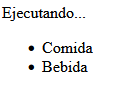 Ejecutando...
• Comida
• Bebida